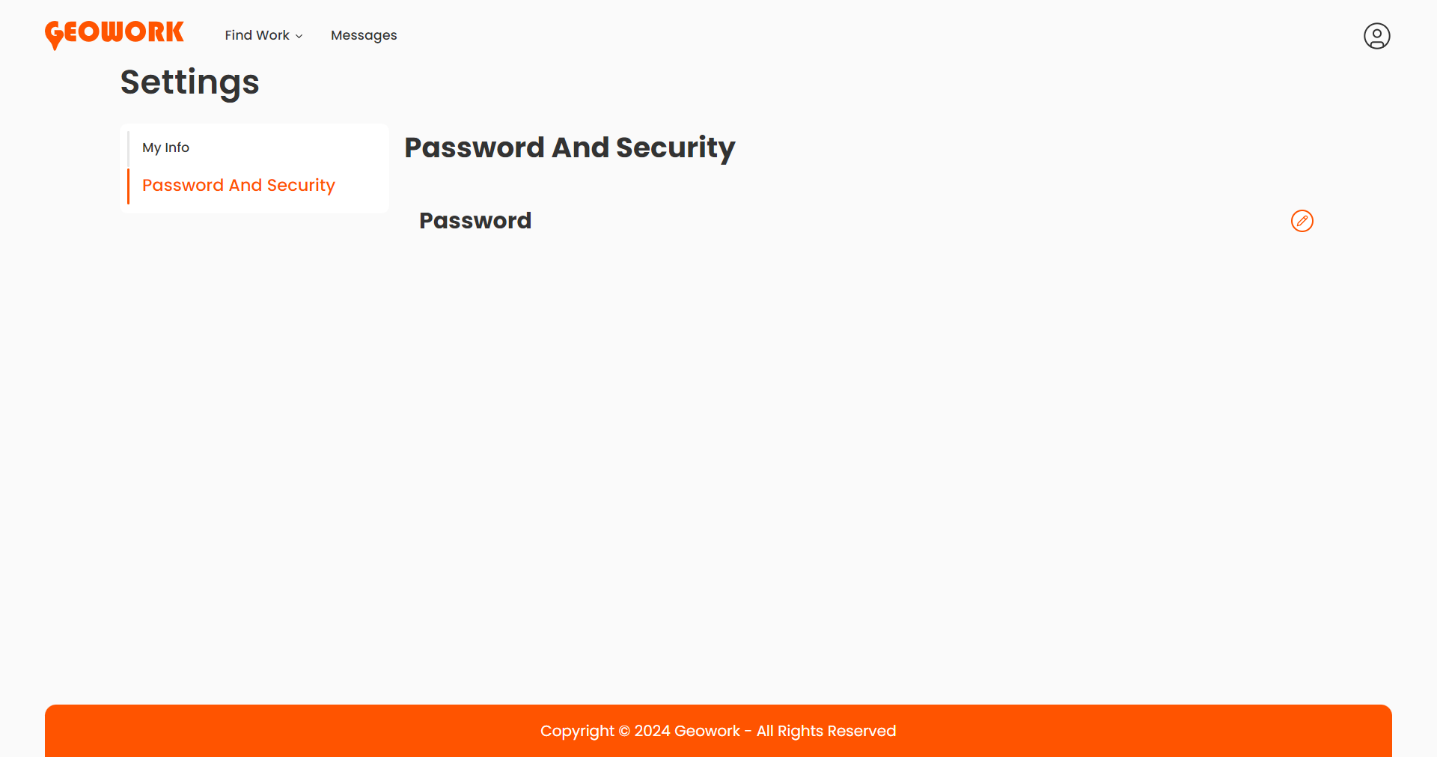 GEOWORK
Find Work
Messages
Settings
My Info
Password And Security
Password And Security
Password
Copyright © 2024 Geowork - All Rights Reserved